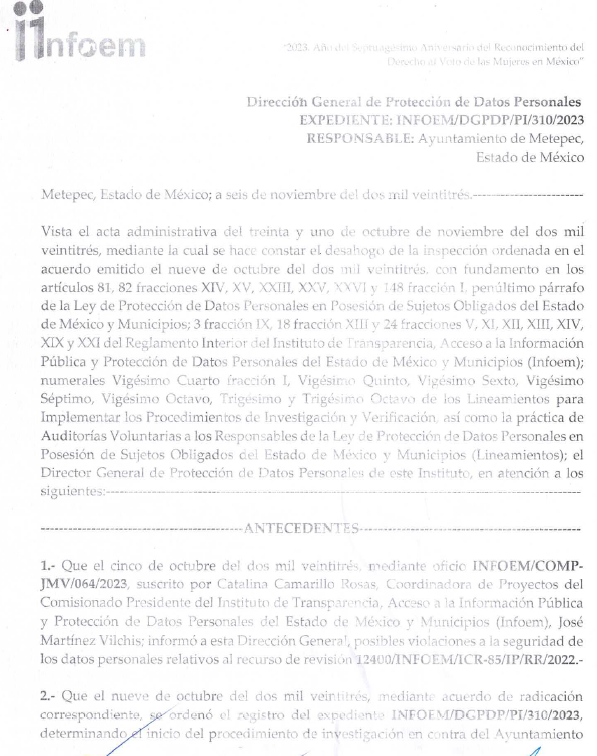 infoem
"2023. Año del Septuagésimo Aniversario del Reconocimiento del
Derecho al Voto de las Mujeres en México"
Dirección General de Protección de Datos Personales
EXPEDIENTE: INFOEM/DGPDP/PI/310/2023
RESPONSABLE: Ayuntamiento de Metepec,
Estado de México
Metepec, Estado de México; a seis de noviembre del dos mil veintitrés.------------------------
Vista el acta administrativa del treinta y uno de octubre de noviembre del dos mil
veintitrés, mediante la cual se hace constar el desahogo de la inspección ordenada en el
acuerdo emitido el nueve de octubre del dos mil veintitrés, con fundamento en los
artículos 81, 82 fracciones XIV, XV, XXIII, XXV, XXVI y 148 fracción I, penúltimo párrafo
de la Ley de Protección de Datos Personales en Posesión de Sujetos Obligados del Estado
de México y Municipios; 3 fracción IX, 18 fracción XIII y 24 fracciones V, XI, XII, XIII, XIV,
XIX y XXI del Reglamento Interior del Instituto de Transparencia, Acceso a la Información
Pública y Protección de Datos Personales del Estado de México y Municipios (Infoem);
numerales Vigésimo Cuarto fracción I, Vigésimo Quinto, Vigésimo Sexto, Vigésimo
Séptimo, Vigésimo Octavo, Trigésimo y Trigésimo Octavo de los Lineamientos para
Implementar los Procedimientos de Investigación y Verificación, así como la práctica de
Auditorías Voluntarias a los Responsables de la Ley de Protección de Datos Personales en
Posesión de Sujetos Obligados del Estado de México y Municipios (Lineamientos); el
Director General de Protección de Datos Personales de este Instituto, en atención a los
siguientes:------------------------------------------------------------------------------------------------
--------------------------------------------ANTECEDENTES------------------------------------------------
1.- Que el cinco de octubre del dos mil veintitrés, mediante oficio INFOEM/COMP-
JMV/064/2023, suscrito por Catalina Camarillo Rosas, Coordinadora de Proyectos del
Comisionado Presidente del Instituto de Transparencia, Acceso a la Información Pública
y Protección de Datos Personales del Estado de México y Municipios (Infoem), José
Martínez Vilchis; informó a esta Dirección General, posibles violaciones a la seguridad de
los datos personales relativos al recurso de revisión 12400/INFOEM/ICR-85/IP/RR/2022.-
2.- Que el nueve de octubre del dos mil veintitrés, mediante acuerdo de radicación
correspondiente, se ordenó el registro del expediente INFOEM/DGPDP/PI/310/2023,
determinando el inicio del procedimiento de investigación en contra del Ayuntamiento